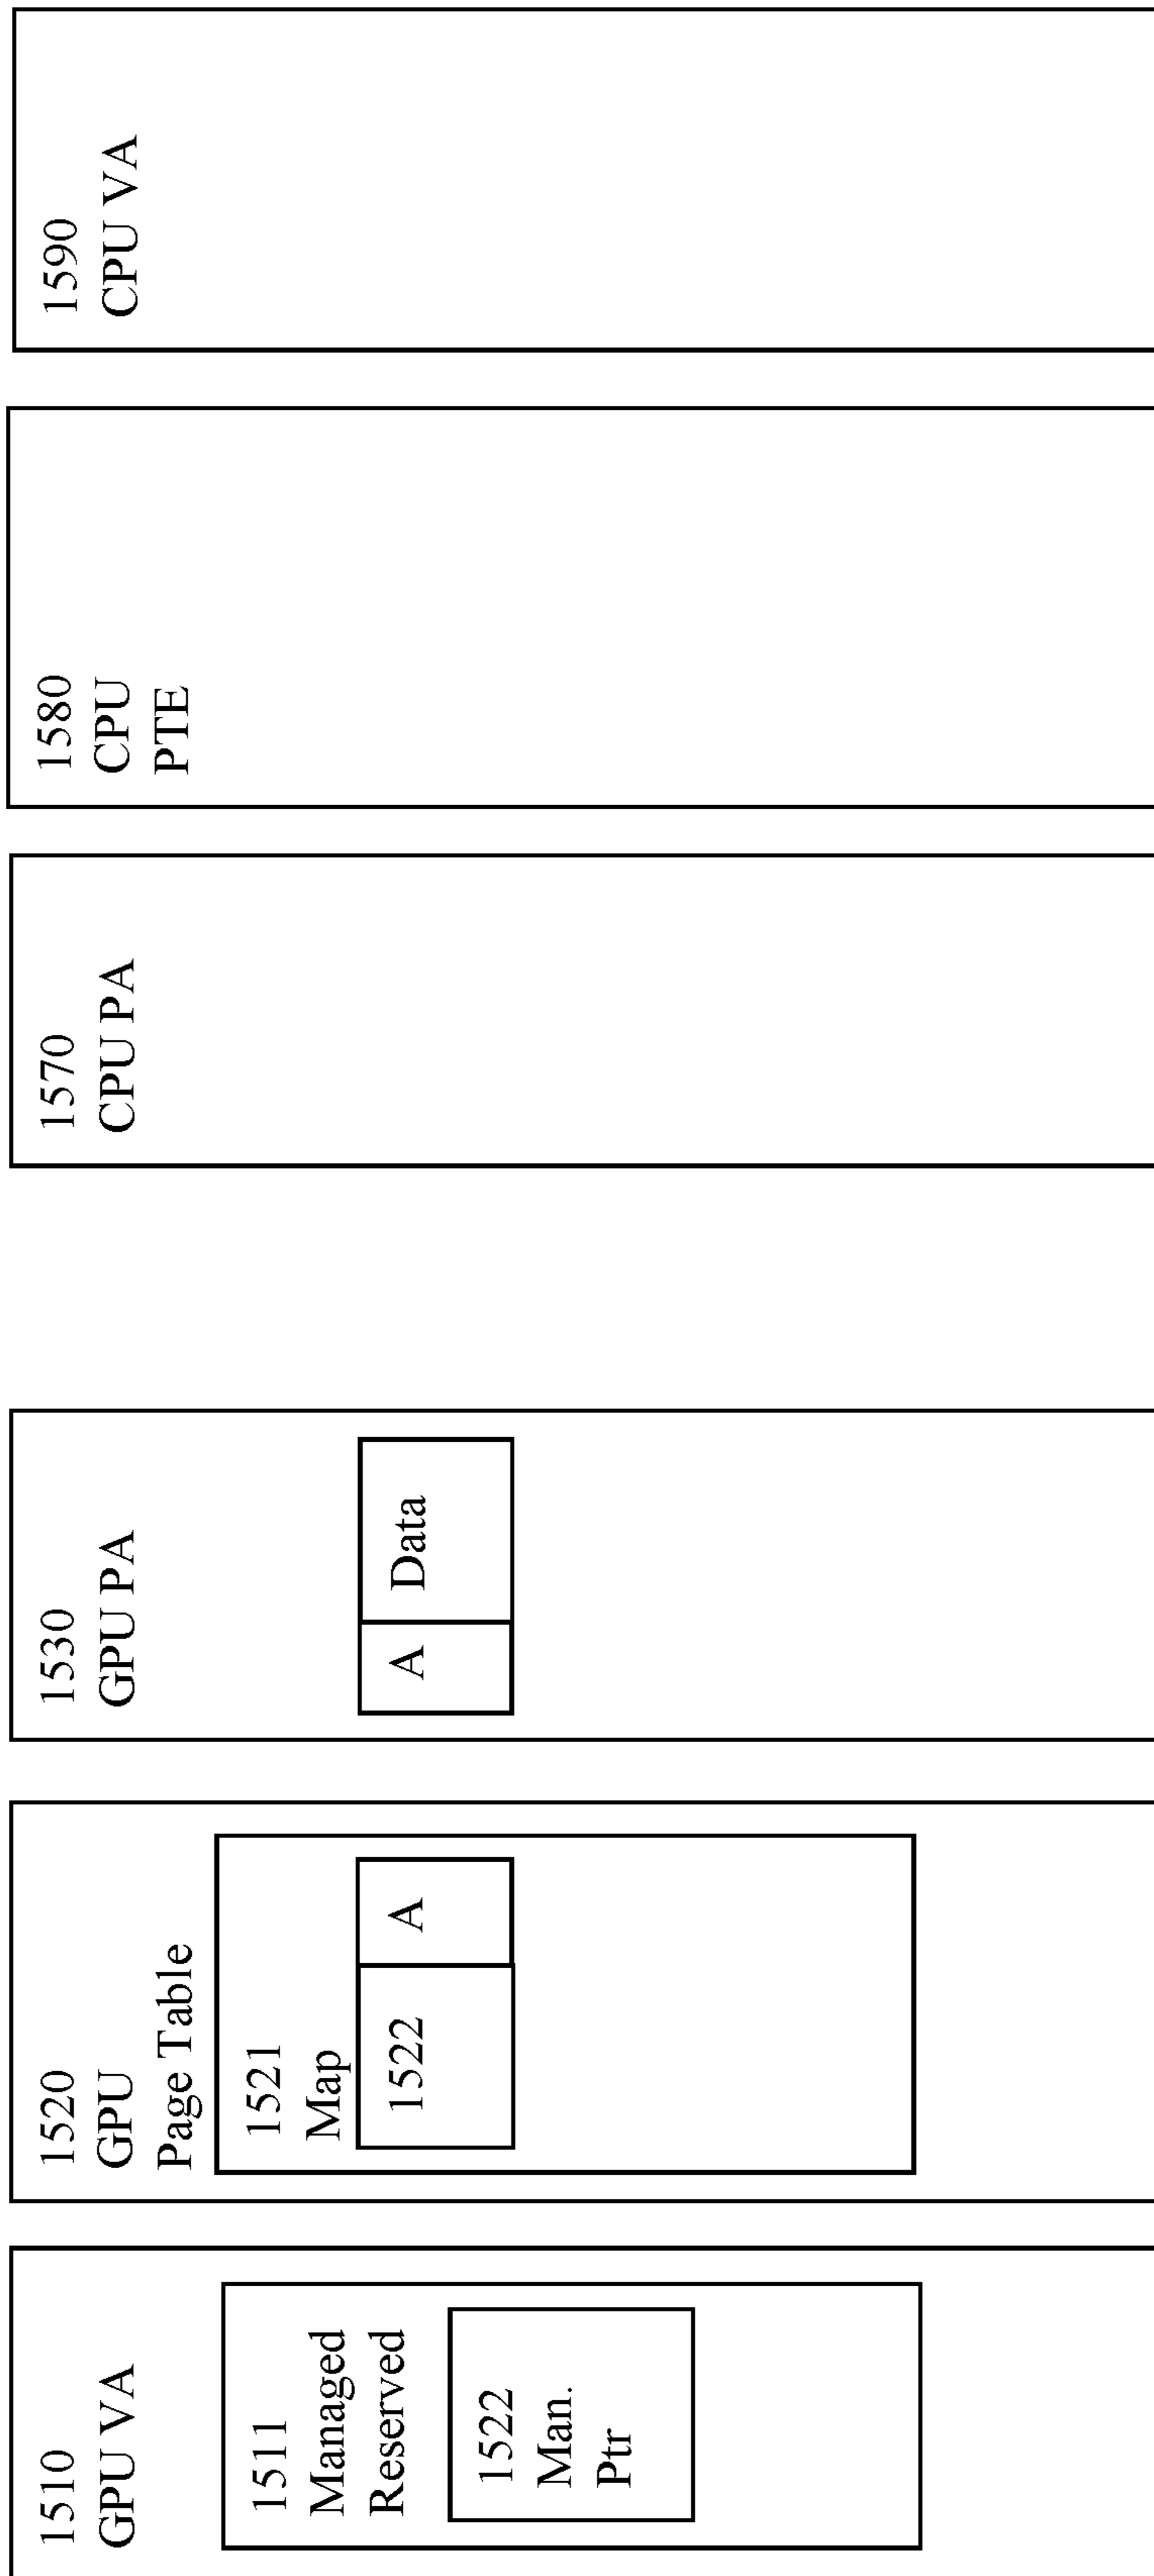 1510
GPU VA
1511
Managed
Reserved
1522
Man.
Ptr
1520
GPU
Page Table
1521
Map
1522
A
1530
GPU PA
A
Data
1570
CPU PA
1580
CPU
PTE
1590
CPU VA